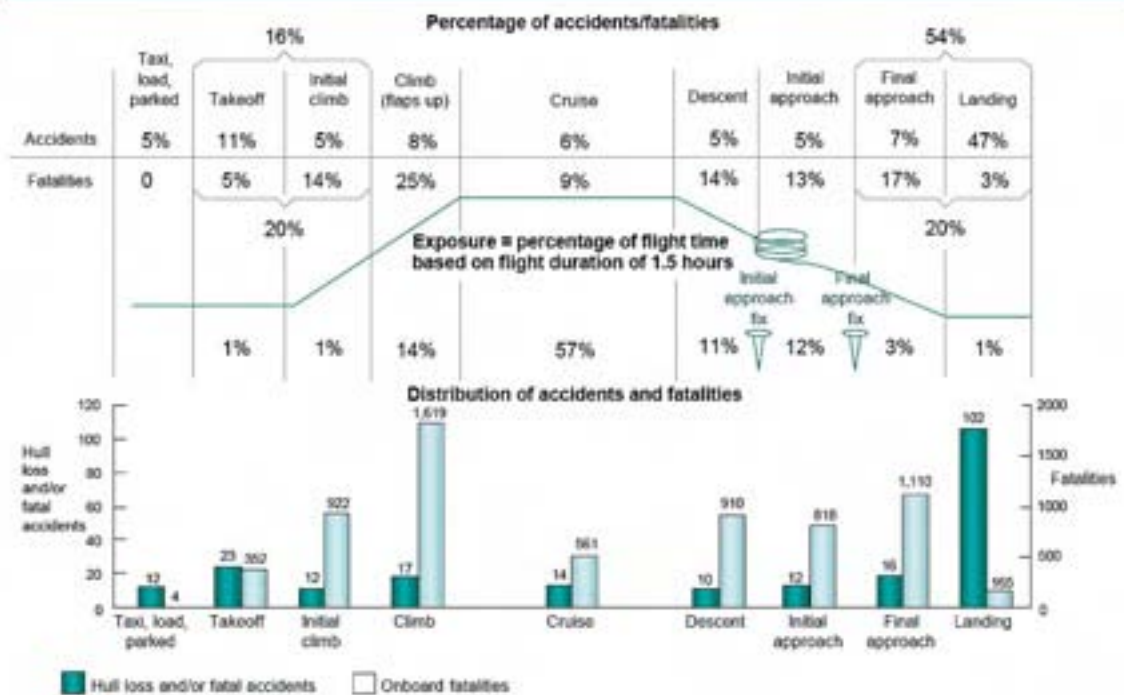 Percentage of accidents/fatalities
16%
54%
Taxi,
load,
parked
Takeoff
Initial
climb
Climb
(flaps up)
Cruise
Descent
Initial
approach
Final
approach
Landing
Accidents 5% 11% 5% 8% 6% 5% 5% 7% 47%
Fatalities 0 5% 14% 25% 9% 14% 13% 17% 3%
20%
20%
Exposure = percentage of flight time
based on flight duration of 1.5 hours
Initial
approach
fix
Final
approach
fix
1% 1% 14% 57% 11% 12% 3% 1%
Distribution of accidents and fatalities
Hull
loss
and/or
fatal
accidents
120
100
80
60
40
20
0
12 4
23 352
12 922
17
14
10 910
12 818
16 1,110
102
2000
1500
1000
500
0
Fatalities
Taxi, load,
parked
Takeoff
Initial
climb
Climb
Cruise
Descent
Initial
approach
Final
approach
Landing
Hull loss and/or fatal accidents
Onboard fatalities